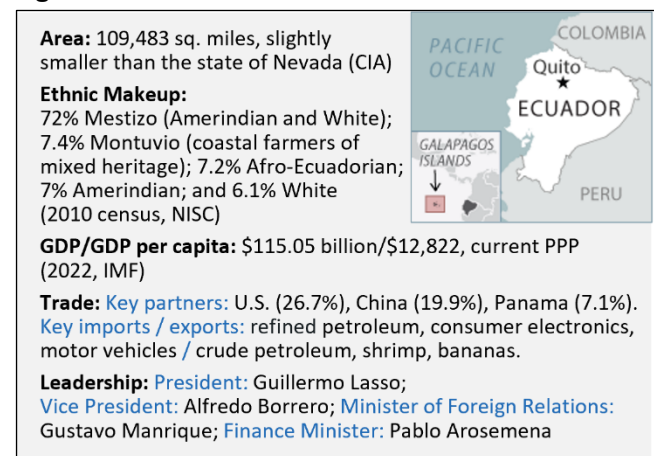 Area: 109,483 sq. miles, slightly
smaller than the state of Nevada (CIA)
Ethnic Makeup:
72% Mestizo (Amerindian and White);
7.4% Montuvio (coastal farmers of
mixed heritage); 7.2% Afro-Ecuadorian;
7% Amerindian; and 6.1% White
(2010 census, NISC)
GDP/GDP per capita: $115.05 billion/$12,822, current PPP
(2022, IMF)
Trade: Key partners: U.S. (26.7%), China (19.9%), Panama (7.1%).
Key imports / exports: refined petroleum, consumer electronics,
motor vehicles / crude petroleum, shrimp, bananas.
Leadership: President: Guillermo Lasso;
Vice President: Alfredo Borrero; Minister of Foreign Relations:
Gustavo Manrique; Finance Minister: Pablo Arosemena
PACIFIC
OCEAN
COLOMBIA
Quito
ECUADOR
GALAPAGOS
ISLANDS
PERU